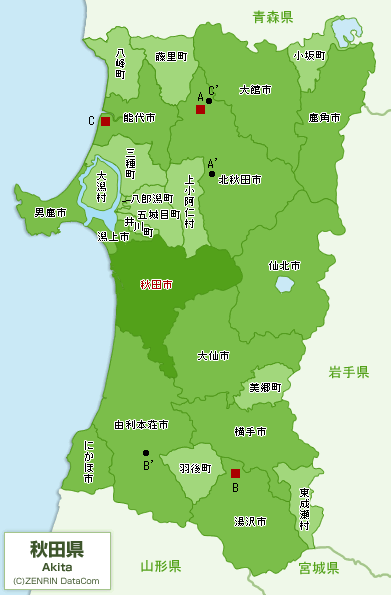 青森県
八峰町
藤里町
小坂町
大館市
C'
A
C
能代市
鹿角市
三種町
A'
北秋田市
大潟村
上小阿仁村
八郎潟町
男鹿市
五城目町
井川町
潟上市
仙北市
秋田市
大仙市
岩手県
美郷町
由利本荘市
横手市
にかほ市
B'
羽後町
B
東成瀬村
湯沢市
秋田県
Akita
(C)ZENRIN DataCom
山形県
宮城県